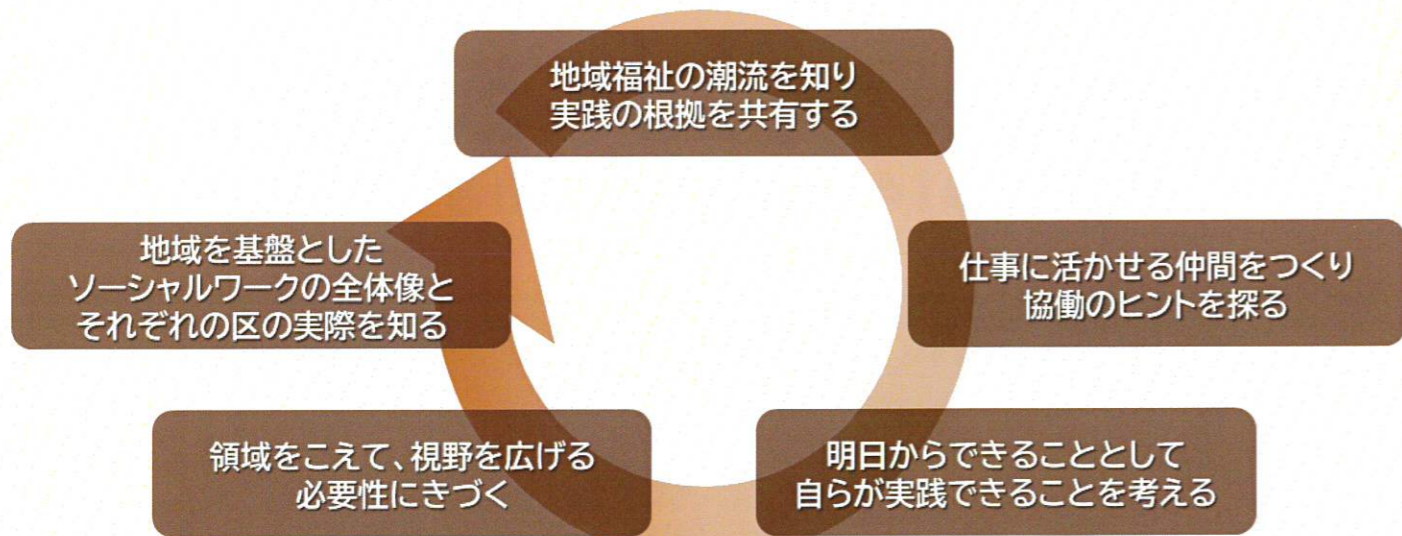 地域福祉の潮流を知り
実践の根拠を共有する
仕事に活かせる仲間をつくり
協働のヒントを探る
明日からできることとして
自らが実践できることを考える
領域をこえて、視野を広げる
必要性にきづく
地域を基盤とした
ソーシャルワークの全体像と
それぞれの区の実際を知る